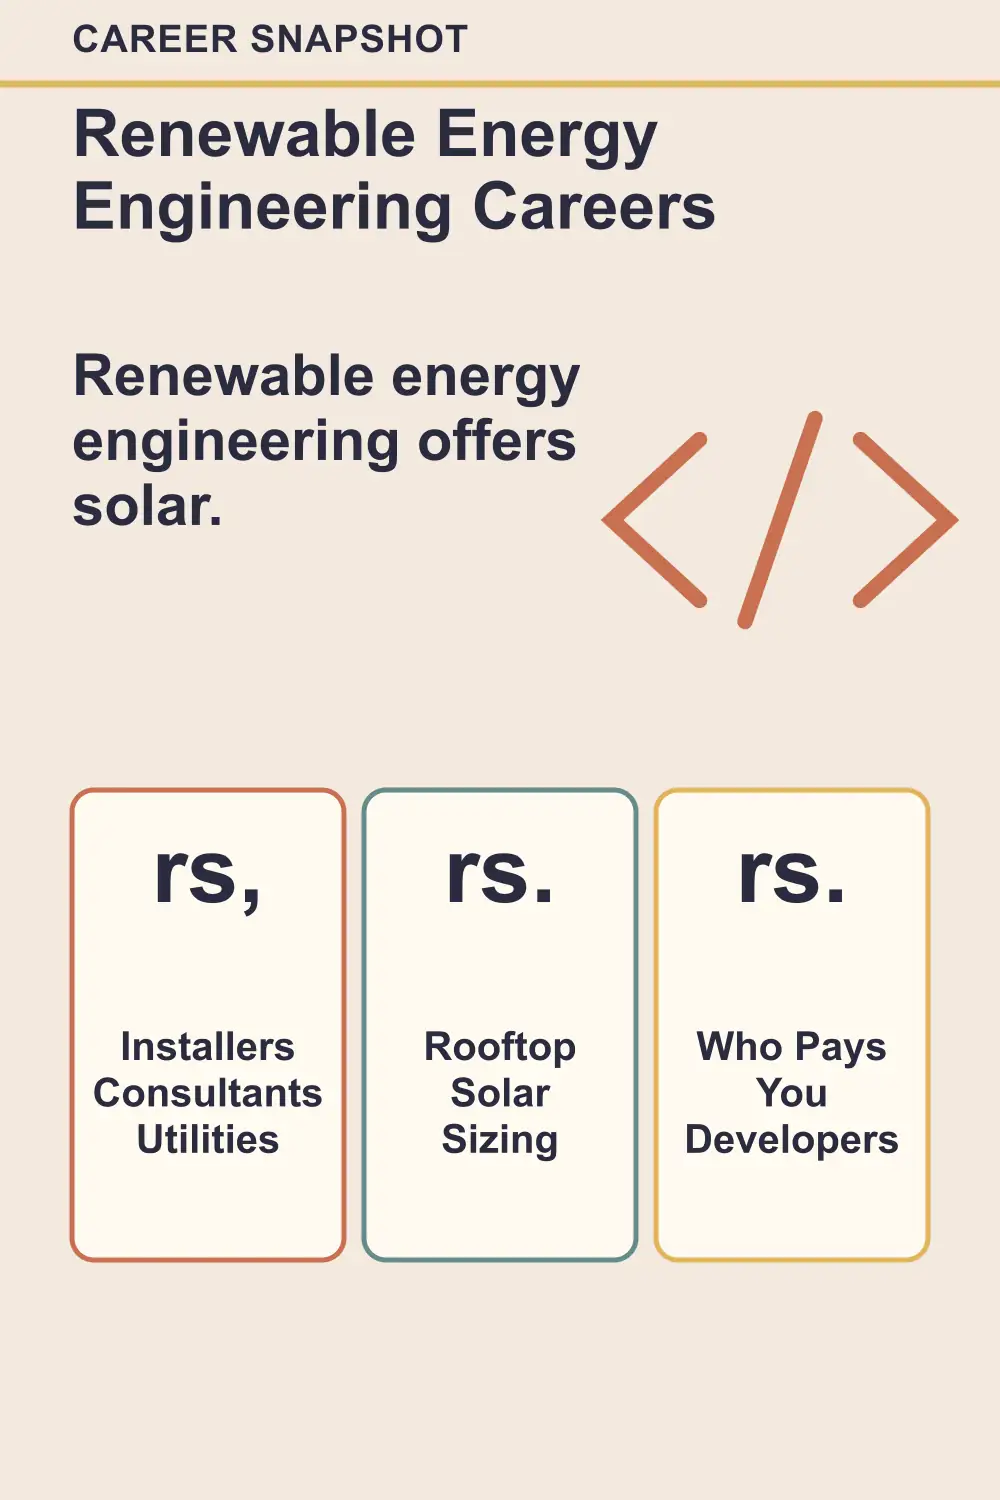 CAREER SNAPSHOT
Renewable Energy
Engineering Careers
Renewable energy
engineering offers
solar.
</>
rs,
Installers
Consultants
Utilities
rs.
Rooftop
Solar
Sizing
rs.
Who Pays
You
Developers